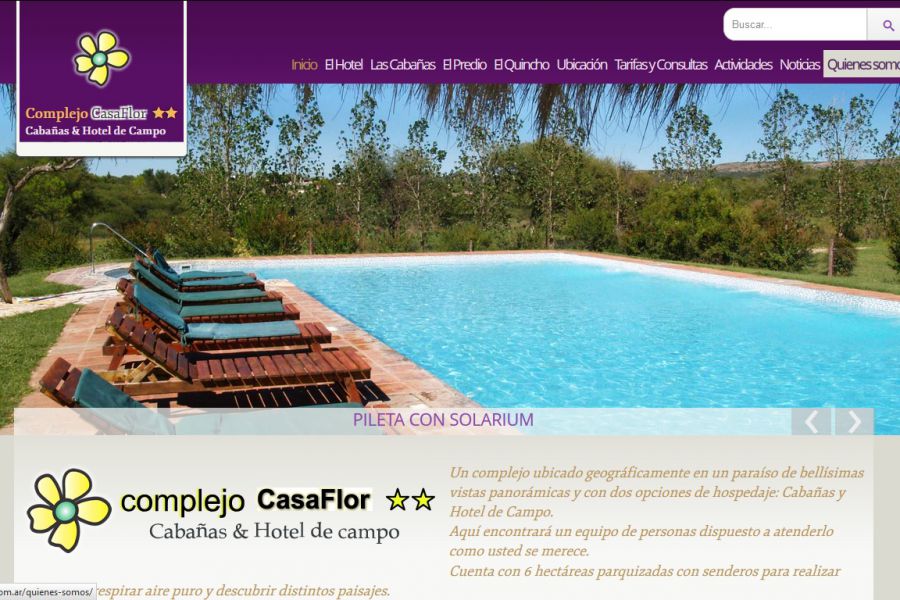 Buscar...
Inicio El Hotel Las Cabañas El Predio El Quincho Ubicación Tarifas y Consultas Actividades Noticias Quienes somo
Complejo CasaFlor
Cabañas & Hotel de Campo
PILETA CON SOLARIUM
complejo CasaFlor
Cabañas & Hotel de campo
Un complejo ubicado geográficamente en un paraíso de bellísimas
vistas panorámicas y con dos opciones de hospedaje: Cabañas y
Hotel de Campo.
Aquí encontrará un equipo de personas dispuesto a atenderlo
como usted se merece.
Cuenta con 6 hectáreas parquizadas con senderos para realizar
respirar aire puro y descubrir distintos paisajes.
om.ar/quienes-somos/